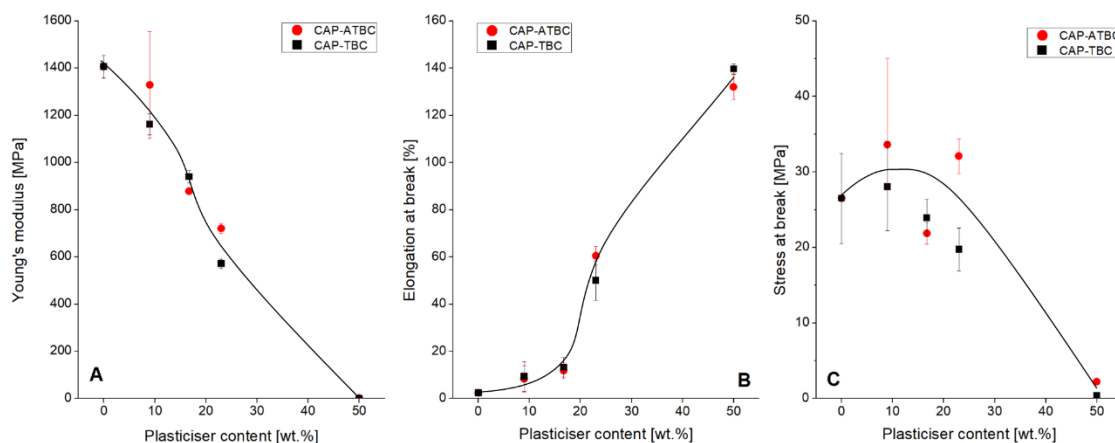 1600
1400
1200
1000
800
600
400
200
0
Young's modulus [MPa]
CAP-ATBC
CAP-TBC
A
0 10 20 30 40 50
Plasticiser content [wt.%]
160
140
120
100
80
60
40
20
0
Elongation at break [%]
CAP-ATBC
CAP-TBC
B
0 10 20 30 40 50
Plasticiser content [wt.%]
50
40
30
20
10
0
Stress at break [MPa]
CAP-ATBC
CAP-TBC
C
0 10 20 30 40 50
Plasticiser content [wt.%]